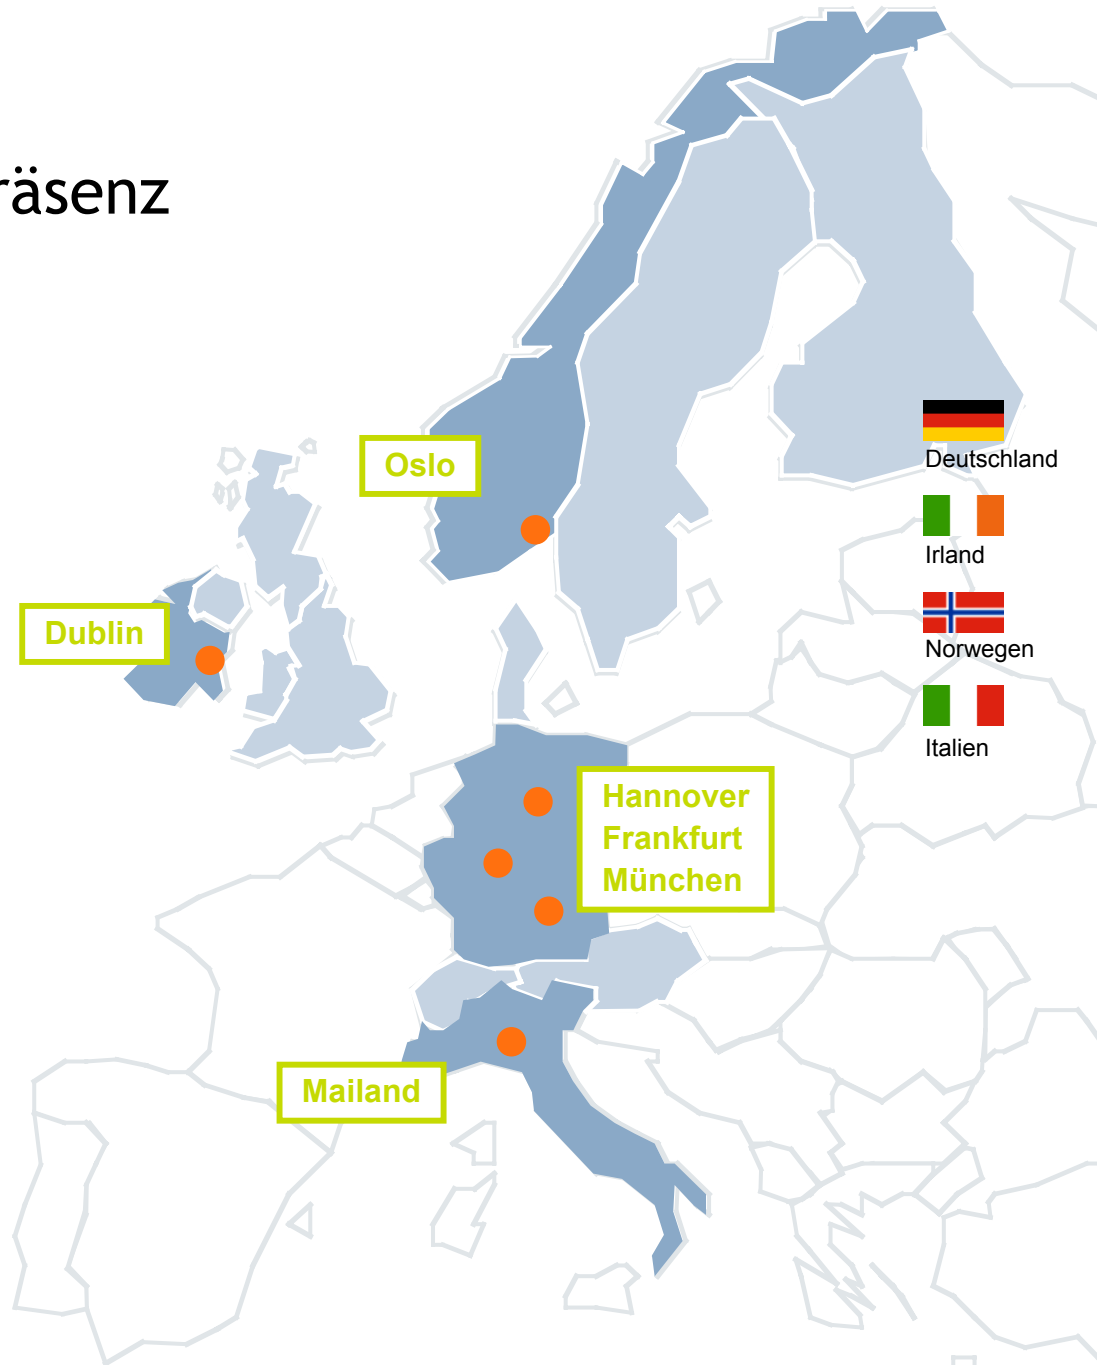 räsenz
Oslo
Deutschland
Irland
Dublin
Norwegen
Italien
Hannover
Frankfurt
München
Mailand